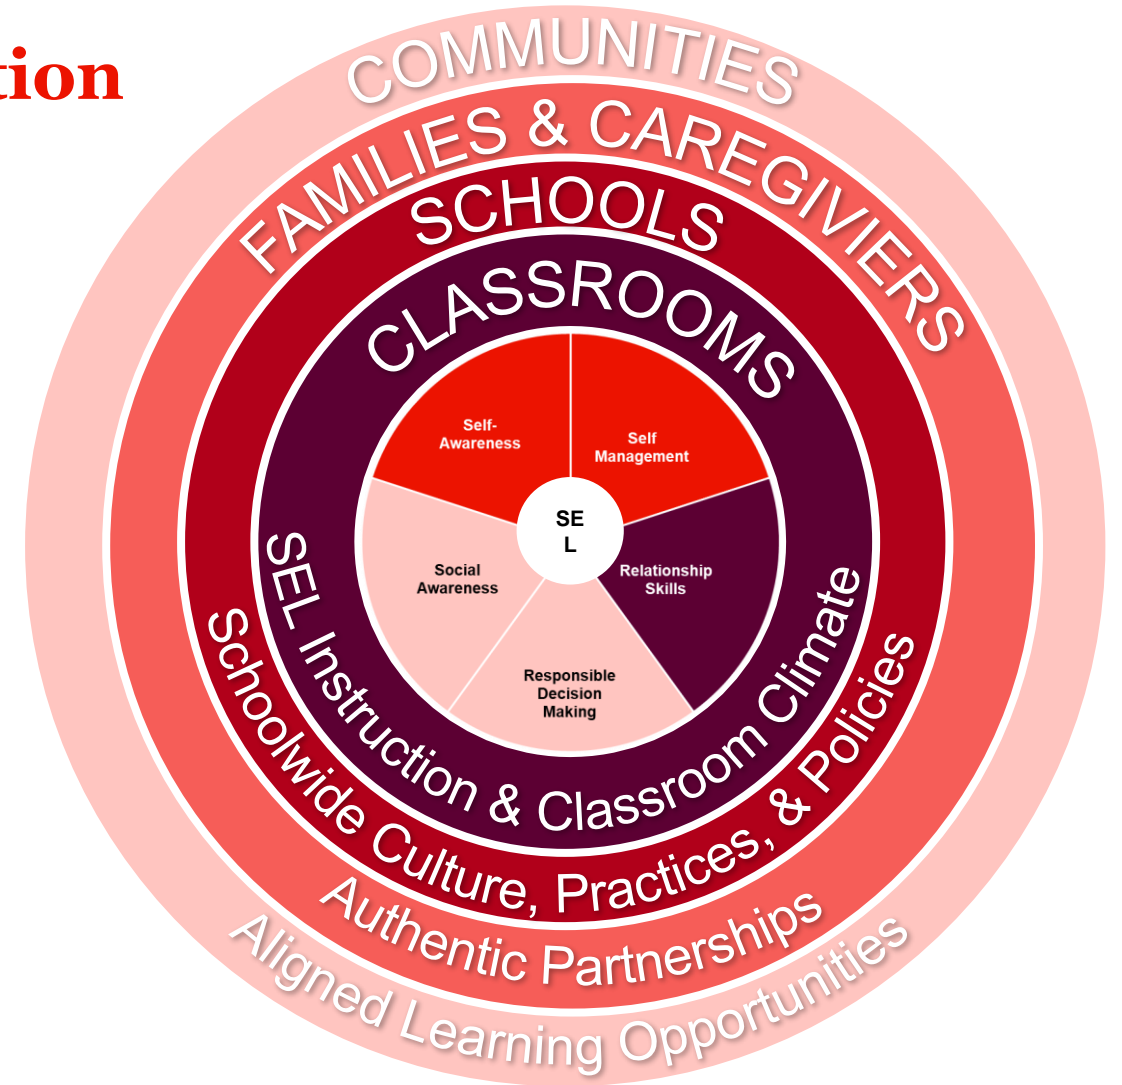 tion
COMMUNITIES
FAMILIES & CAREGIVIERS
SCHOOLS
CLASSROOMS
Self-
Awareness
Self
Management
SE
L
Social
Awareness
Relationship
Skills
Responsible
Decision
Making
SEL Instruction & Classroom Climate
Schoolwide Culture, Practices, & Policies
Authentic Partnerships
Aligned Learning Opportunities